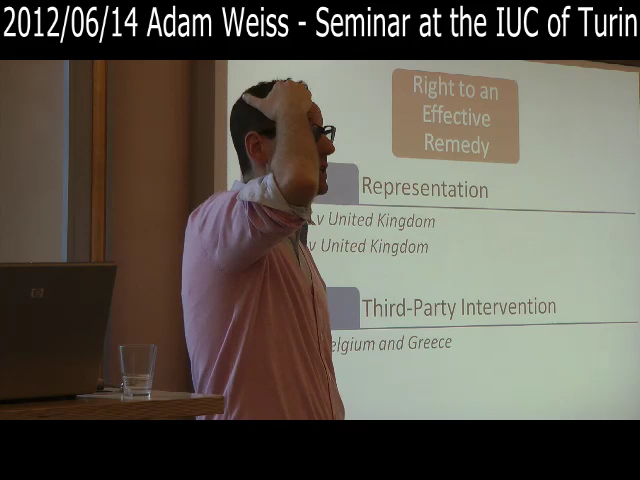 2012/06/14 Adam Weiss - Seminar at the IUC of Turin
Right to an
Effective
Remedy
Representation
v United Kingdom
v United Kingdom
Third-Party Intervention
and Greece
hp